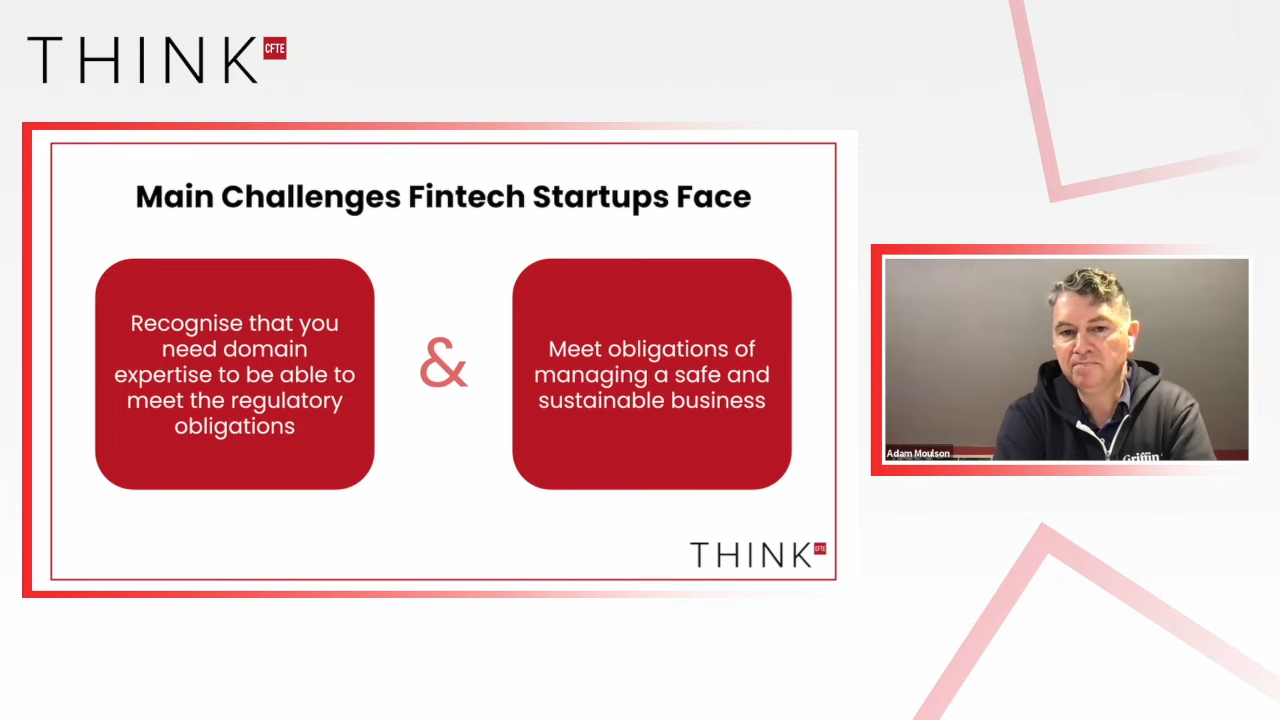 THINK CFTE
Main Challenges Fintech Startups Face
Recognise that you
need domain
expertise to be able to
meet the regulatory
obligations
&
Meet obligations of
managing a safe and
sustainable business
THINK CFTE
Adam Moulson
Griffin